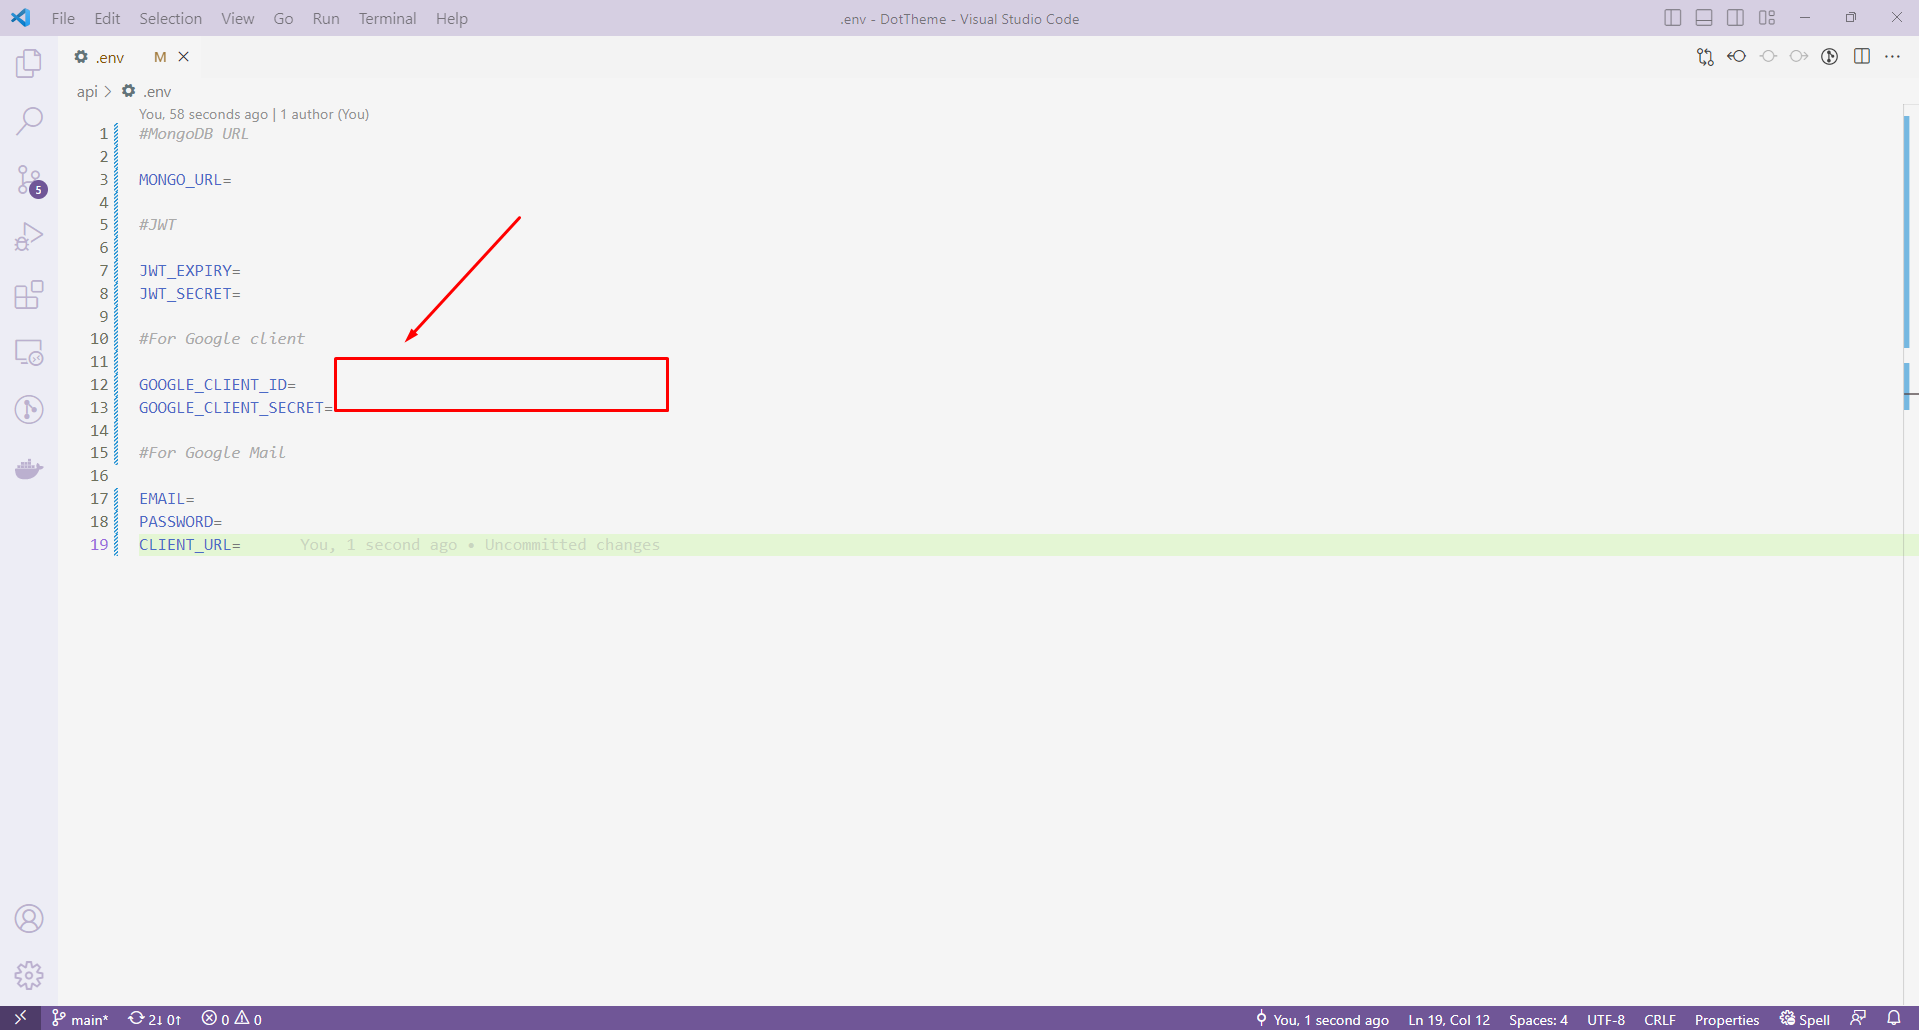 File Edit Selection View Go Run Terminal Help
.env - DotTheme - Visual Studio Code
.env M
api > .env
You, 58 seconds ago | 1 author (You)
1 #MongoDB URL
2
3 MONGO_URL=
4
5 #JWT
6
7 JWT_EXPIRY=
8 JWT_SECRET=
9
10 #For Google client
11
12 GOOGLE_CLIENT_ID=
13 GOOGLE_CLIENT_SECRET=
14
15 #For Google Mail
16
17 EMAIL=
18 PASSWORD=
19 CLIENT_URL= You, 1 second ago • Uncommitted changes
5
main* 2↓ 0↑ 0 0 You, 1 second ago Ln 19, Col 12 Spaces: 4 UTF-8 CRLF Properties Spell